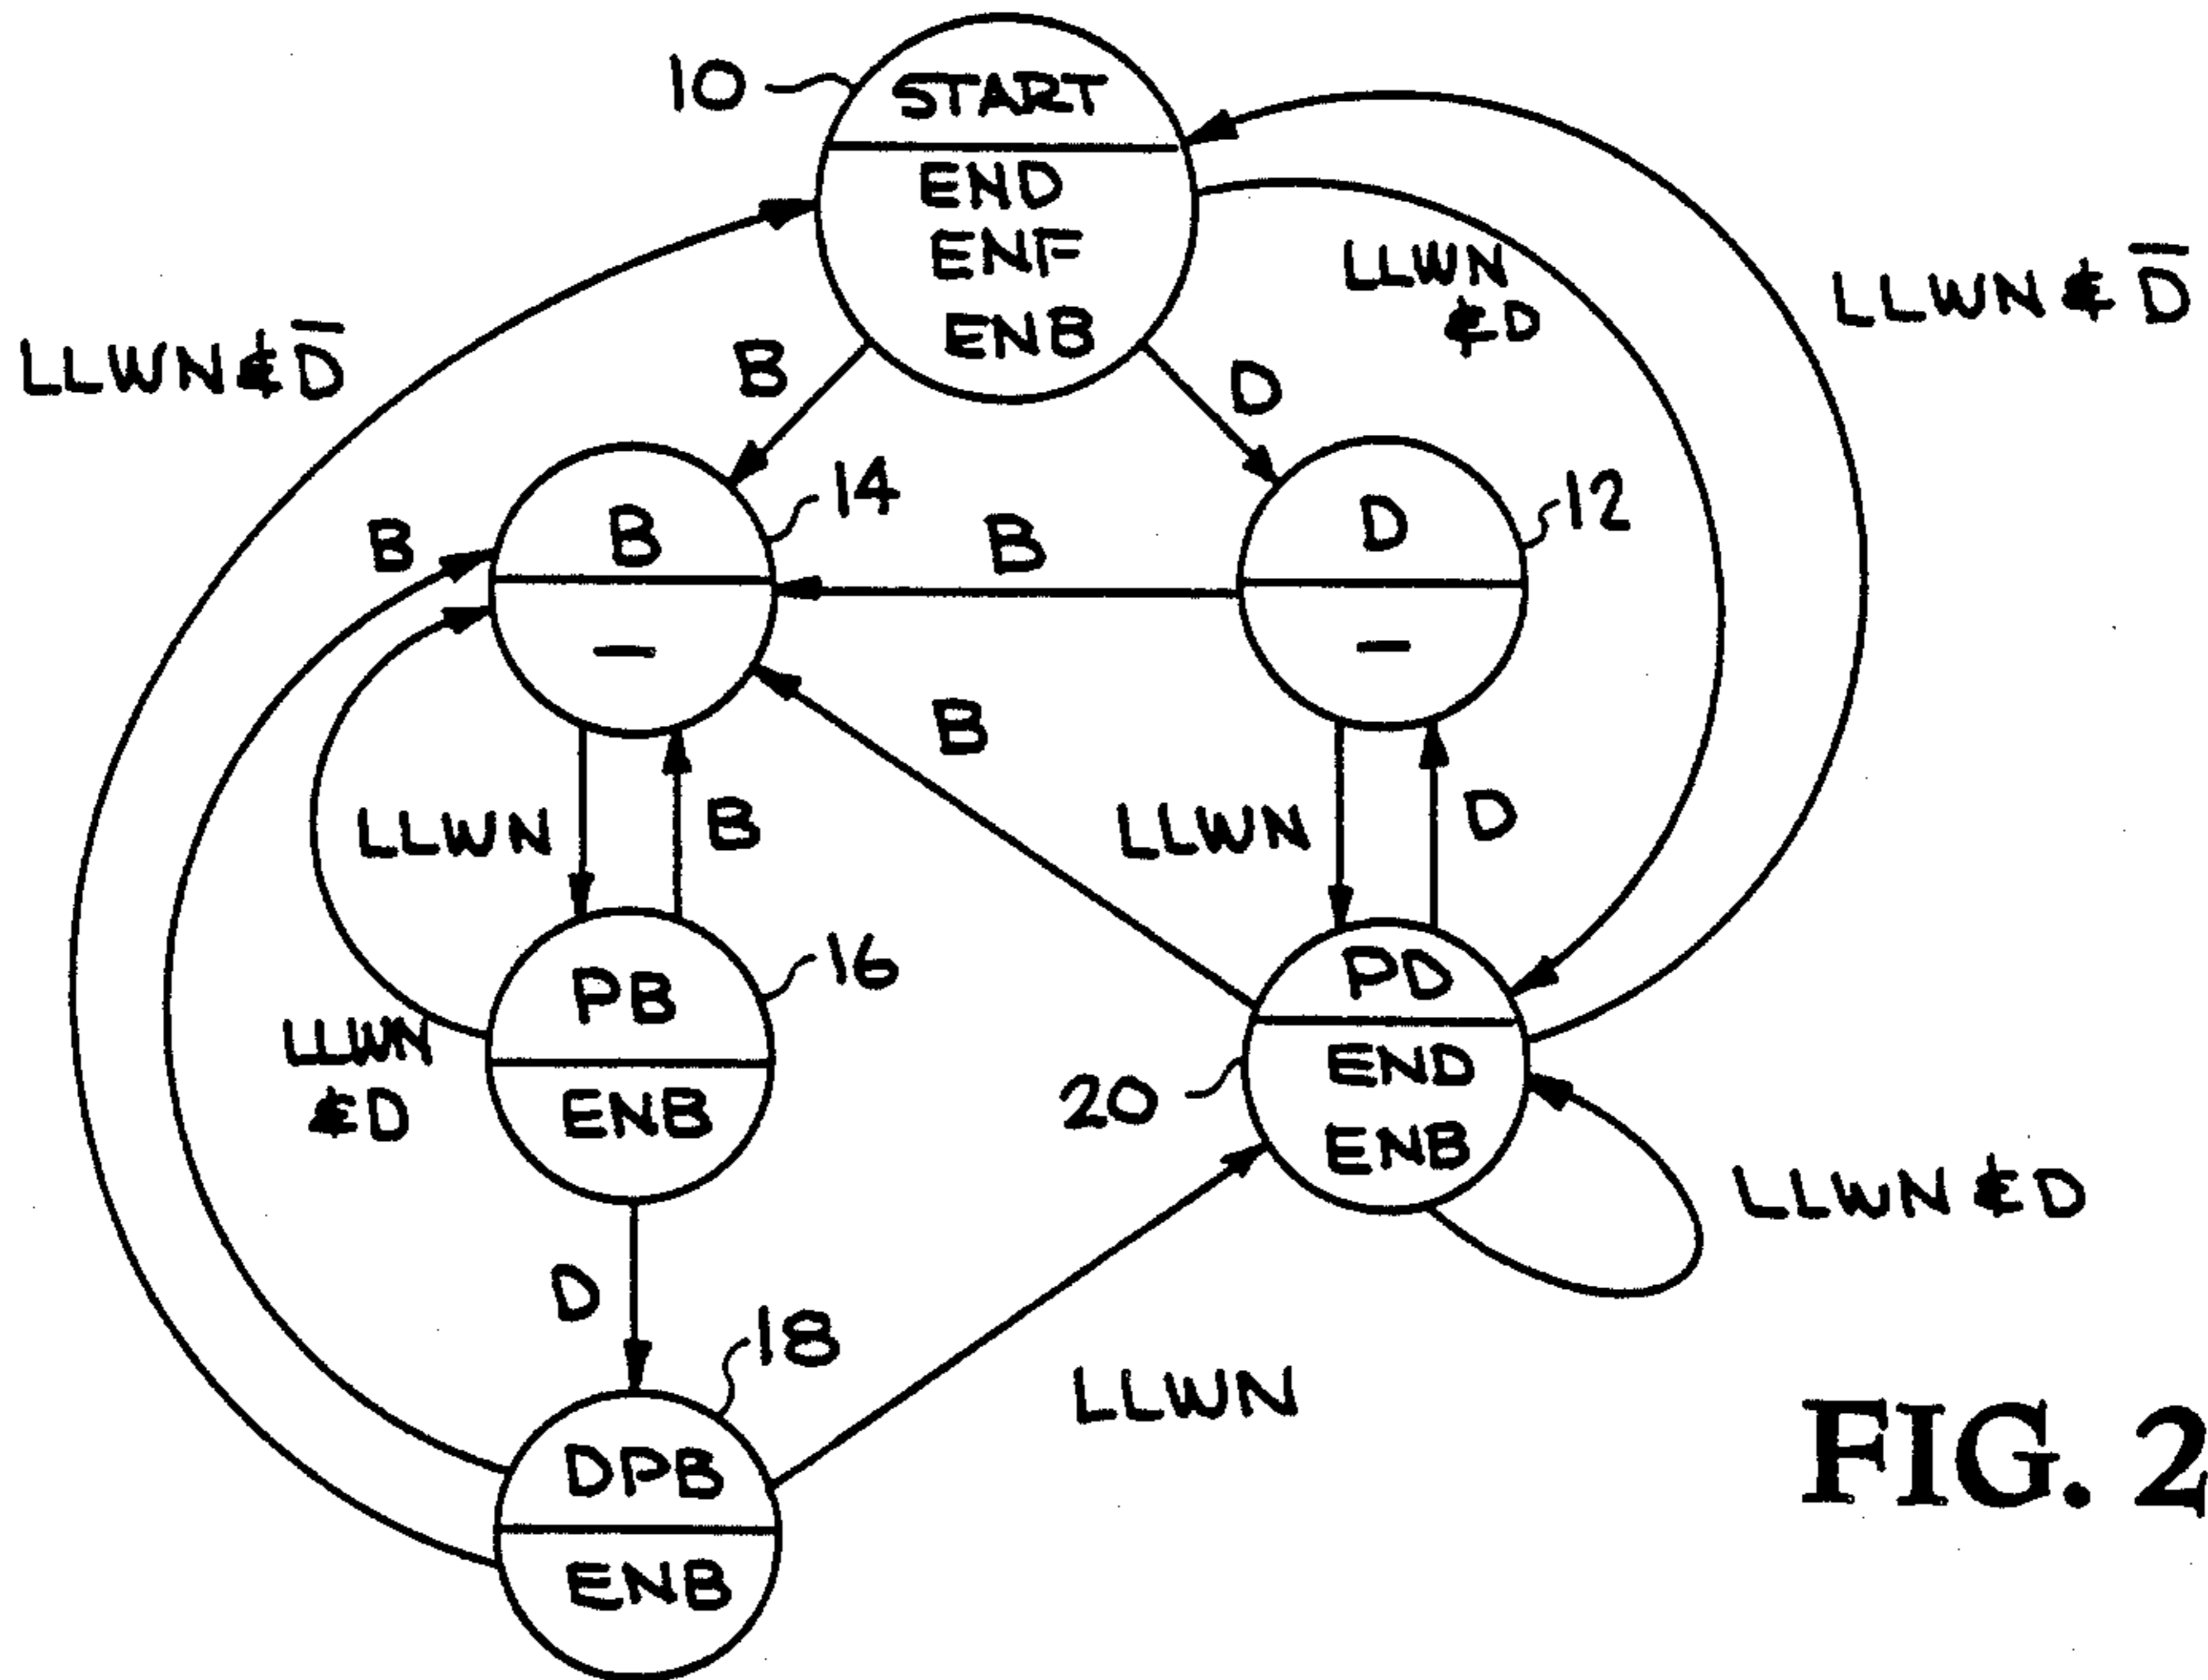 10
START
END
ENF
ENB
LLWN
&D
LLWN & D̅
LLWN & D̅
B
D
14
12
B
B
B
D
—
—
B
LLWN
B
LLWN
D
16
PB
PD
LLWN
&D
ENB
20
END
ENB
LLWN & D
D
18
DPB
ENB
LLWN
FIG. 2